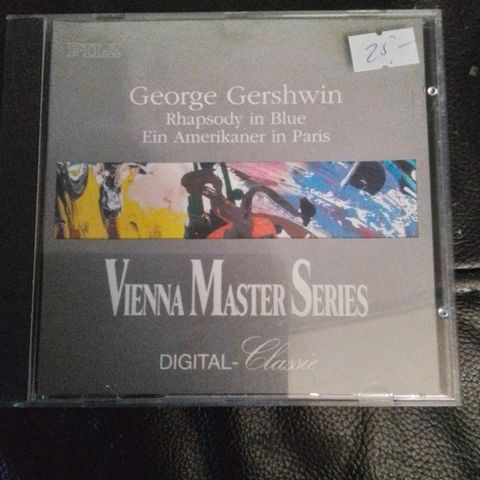 PILZ
25.-
George Gershwin
Rhapsody in Blue
Ein Amerikaner in Paris
VIENNA MASTER SERIES
DIGITAL-Classic